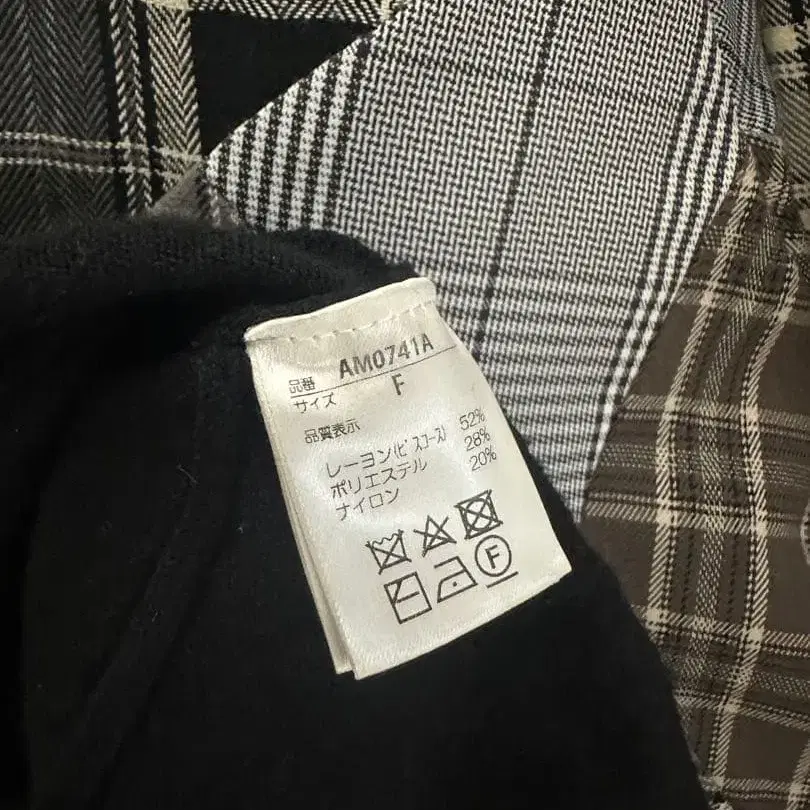 品番 AM0741A
サイズ F
品質表示
レーヨン(ビスコース) 52%
ポリエステル 28%
ナイロン 20%
F